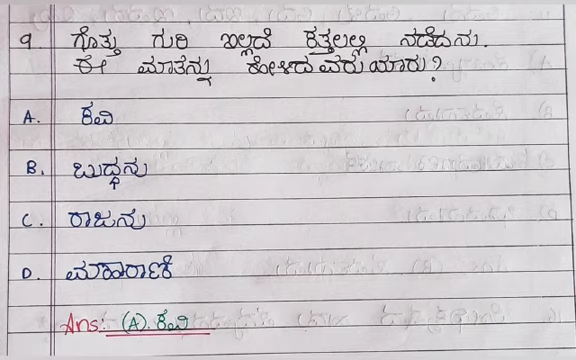 9 ಗೊತ್ತು ಗುರಿ ಇಲ್ಲದೆ ಕತ್ತಲಲ್ಲಿ ನಡೆದನು.
ಈ ಮಾತನ್ನು ಕೇಳಿದವರು ಯಾರು?
A. ಕವಿ
B. ಬುದ್ಧನು
C. ರಾಜನು
D. ಮಹಾರಾಣಿ
Ans: (A). ಕವಿ